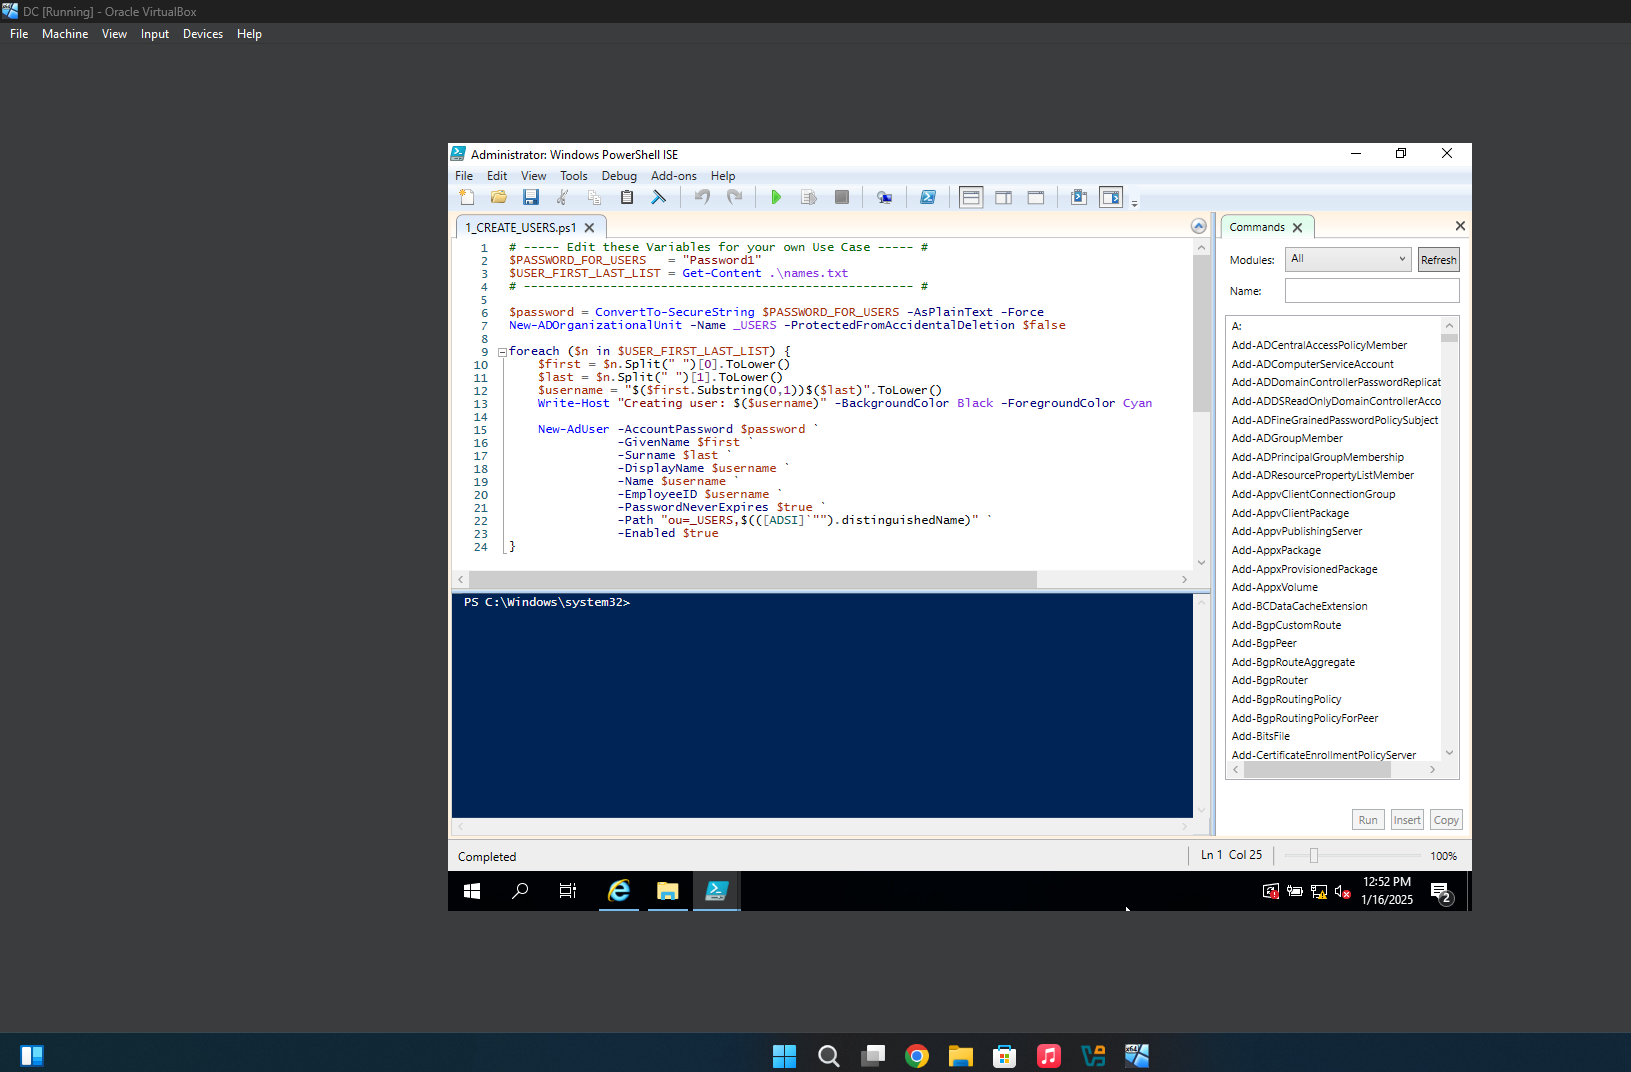 DC [Running] - Oracle VirtualBox
File Machine View Input Devices Help
Administrator: Windows PowerShell ISE
File Edit View Tools Debug Add-ons Help
1_CREATE_USERS.ps1
1 # ----- Edit these Variables for your own Use Case ----- #
2 $PASSWORD_FOR_USERS   = "Password1"
3 $USER_FIRST_LAST_LIST = Get-Content .\names.txt
4 # ------------------------------------------------------ #
5
6 $password = ConvertTo-SecureString $PASSWORD_FOR_USERS -AsPlainText -Force
7 New-ADOrganizationalUnit -Name _USERS -ProtectedFromAccidentalDeletion $false
8
9 foreach ($n in $USER_FIRST_LAST_LIST) {
10     $first = $n.Split(" ")[0].ToLower()
11     $last = $n.Split(" ")[1].ToLower()
12     $username = "$($first.Substring(0,1))$($last)".ToLower()
13     Write-Host "Creating user: $($username)" -BackgroundColor Black -ForegroundColor Cyan
14
15     New-AdUser -AccountPassword $password `
16                -GivenName $first `
17                -Surname $last `
18                -DisplayName $username `
19                -Name $username `
20                -EmployeeID $username `
21                -PasswordNeverExpires $true `
22                -Path "ou=_USERS,$(([ADSI]`"").distinguishedName)" `
23                -Enabled $true
24 }
PS C:\Windows\system32>
Commands
Modules: All Refresh
Name:
A:
Add-ADCentralAccessPolicyMember
Add-ADComputerServiceAccount
Add-ADDomainControllerPasswordReplicat
Add-ADDSReadOnlyDomainControllerAcco
Add-ADFineGrainedPasswordPolicySubject
Add-ADGroupMember
Add-ADPrincipalGroupMembership
Add-ADResourcePropertyListMember
Add-AppvClientConnectionGroup
Add-AppvClientPackage
Add-AppvPublishingServer
Add-AppxPackage
Add-AppxProvisionedPackage
Add-AppxVolume
Add-BCDataCacheExtension
Add-BgpCustomRoute
Add-BgpPeer
Add-BgpRouteAggregate
Add-BgpRouter
Add-BgpRoutingPolicy
Add-BgpRoutingPolicyForPeer
Add-BitsFile
Add-CertificateEnrollmentPolicyServer
Run Insert Copy
Completed
Ln 1 Col 25
100%
12:52 PM
1/16/2025
2